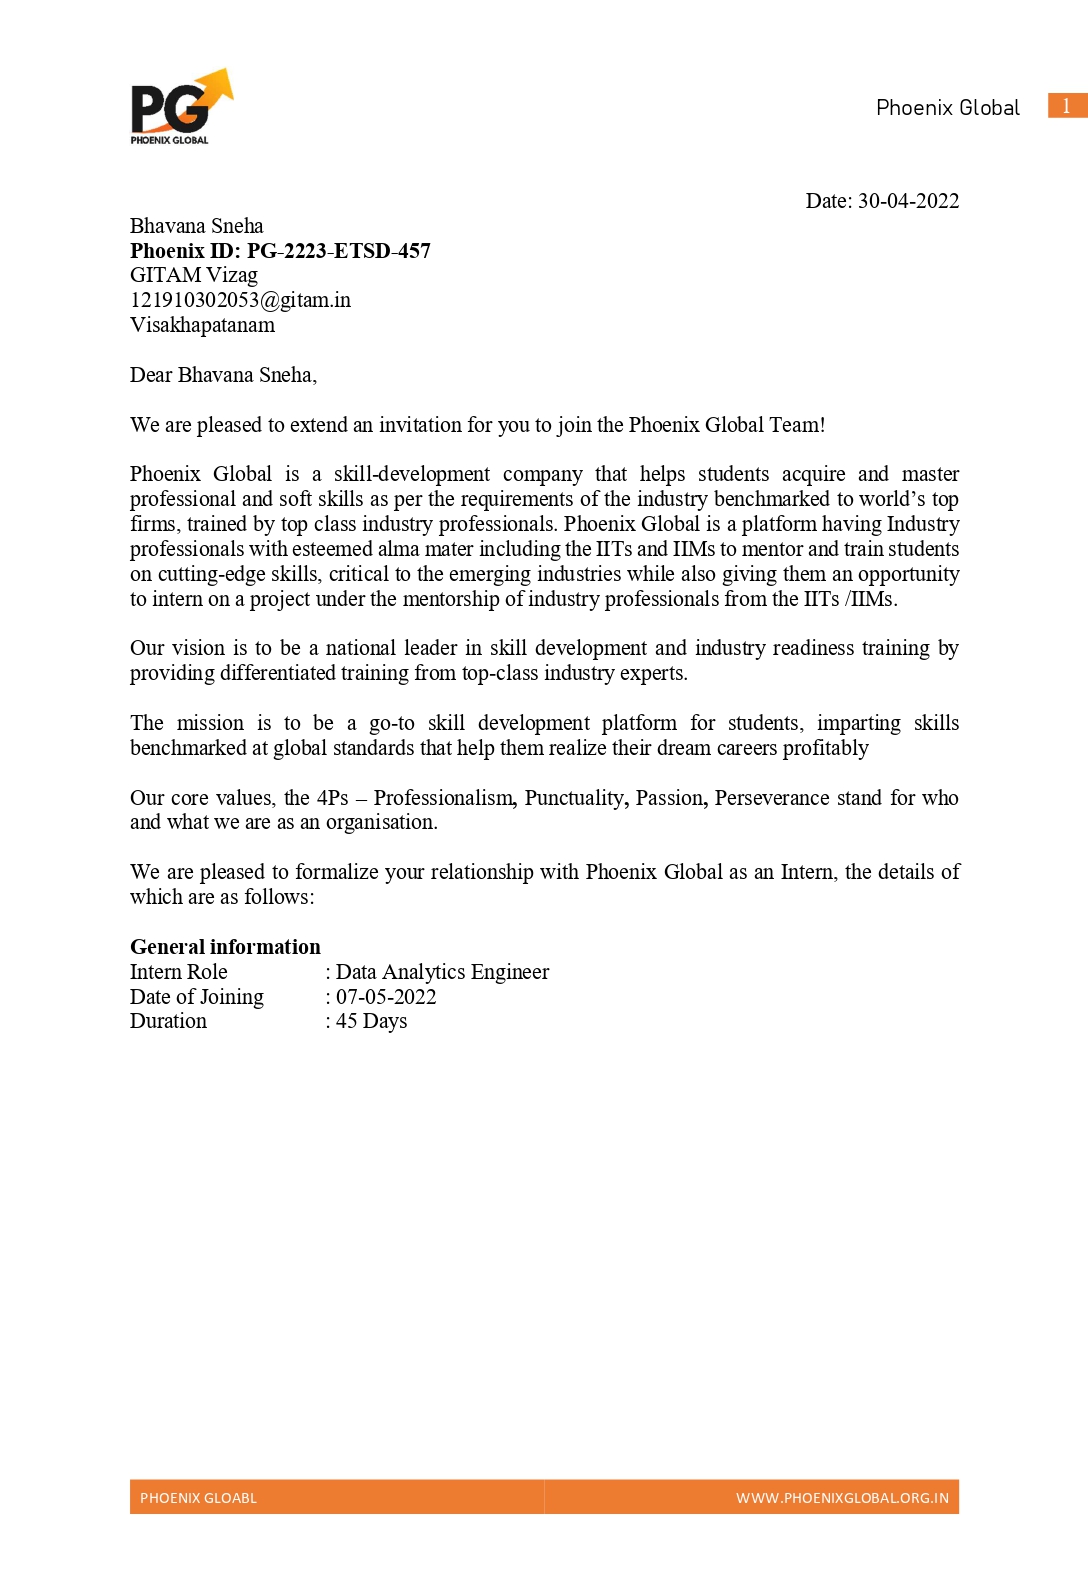 PG
PHOENIX GLOBAL
Phoenix Global 1
Date: 30-04-2022
Bhavana Sneha
Phoenix ID: PG-2223-ETSD-457
GITAM Vizag
121910302053@gitam.in
Visakhapatanam
Dear Bhavana Sneha,
We are pleased to extend an invitation for you to join the Phoenix Global Team!
Phoenix Global is a skill-development company that helps students acquire and master
professional and soft skills as per the requirements of the industry benchmarked to world’s top
firms, trained by top class industry professionals. Phoenix Global is a platform having Industry
professionals with esteemed alma mater including the IITs and IIMs to mentor and train students
on cutting-edge skills, critical to the emerging industries while also giving them an opportunity
to intern on a project under the mentorship of industry professionals from the IITs /IIMs.
Our vision is to be a national leader in skill development and industry readiness training by
providing differentiated training from top-class industry experts.
The mission is to be a go-to skill development platform for students, imparting skills
benchmarked at global standards that help them realize their dream careers profitably
Our core values, the 4Ps – Professionalism, Punctuality, Passion, Perseverance stand for who
and what we are as an organisation.
We are pleased to formalize your relationship with Phoenix Global as an Intern, the details of
which are as follows:
General information
Intern Role : Data Analytics Engineer
Date of Joining : 07-05-2022
Duration : 45 Days
PHOENIX GLOABL WWW.PHOENIXGLOBAL.ORG.IN